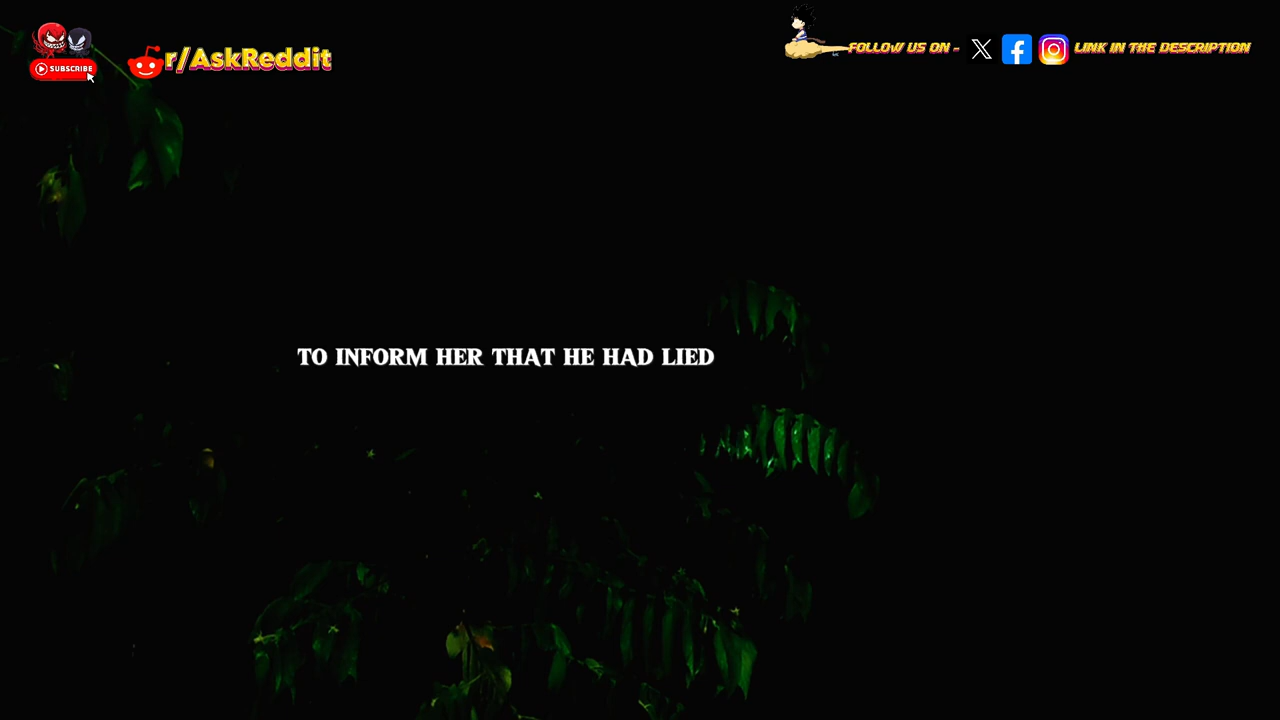 SUBSCRIBE
r/AskReddit
FOLLOW US ON -
LINK IN THE DESCRIPTION
TO INFORM HER THAT HE HAD LIED